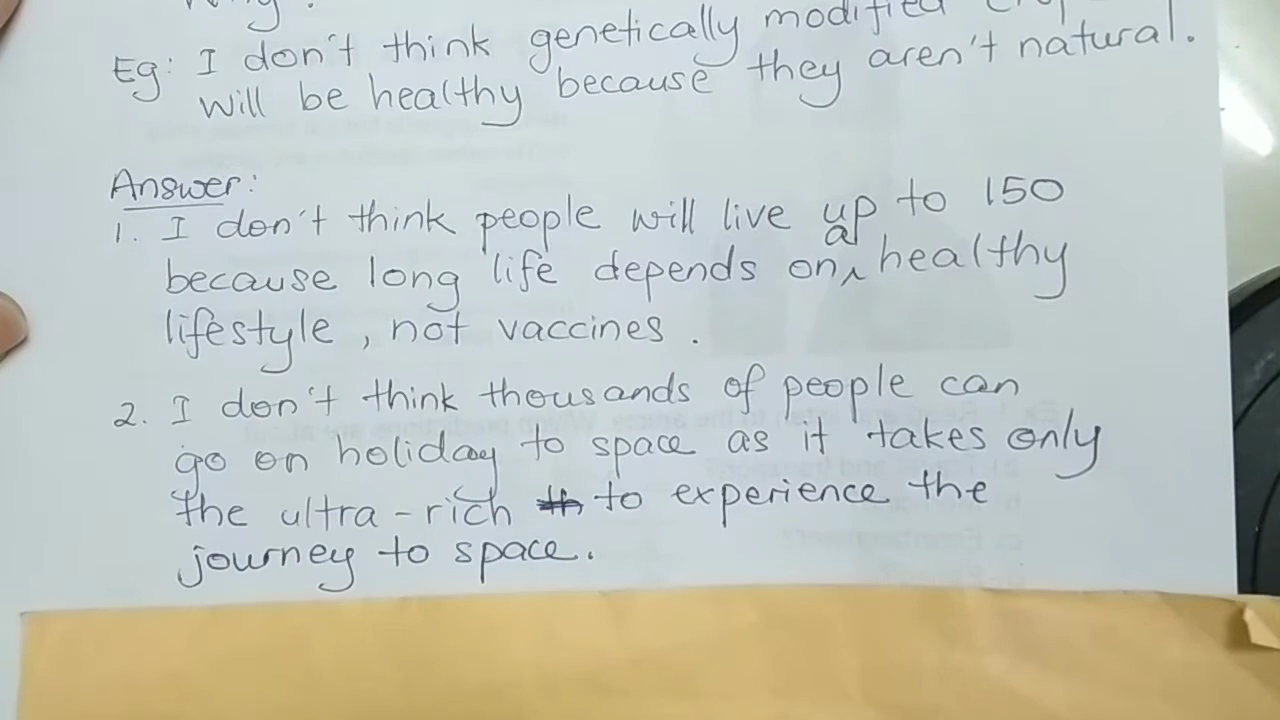 Eg: I don't think genetically modified
will be healthy because they aren't natural.
Answer:
1. I don't think people will live up to 150
because long life depends on a healthy
lifestyle, not vaccines.
2. I don't think thousands of people can
go on holiday to space as it takes only
the ultra-rich to experience the
journey to space.